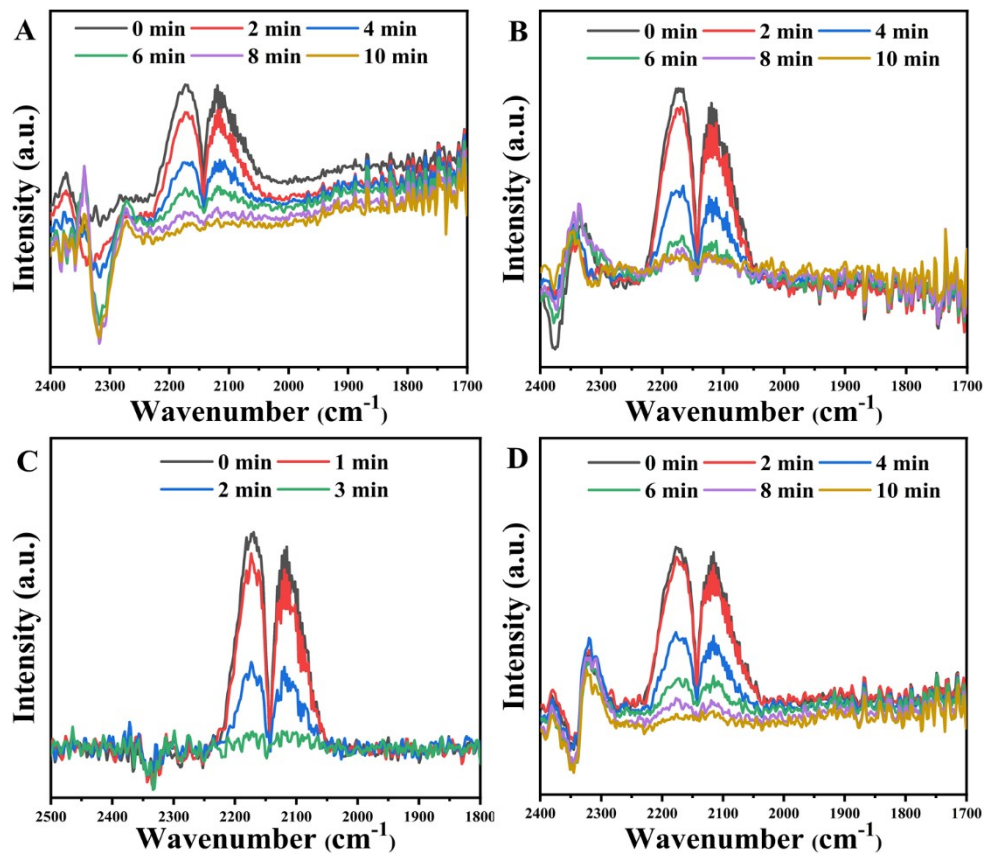 A
0 min 2 min 4 min
6 min 8 min 10 min
Intensity (a.u.)
2400 2300 2200 2100 2000 1900 1800 1700
Wavenumber (cm⁻¹)
B
0 min 2 min 4 min
6 min 8 min 10 min
Intensity (a.u.)
2400 2300 2200 2100 2000 1900 1800 1700
Wavenumber (cm⁻¹)
C
0 min 1 min
2 min 3 min
Intensity (a.u.)
2500 2400 2300 2200 2100 2000 1900 1800
Wavenumber (cm⁻¹)
D
0 min 2 min 4 min
6 min 8 min 10 min
Intensity (a.u.)
2400 2300 2200 2100 2000 1900 1800 1700
Wavenumber (cm⁻¹)